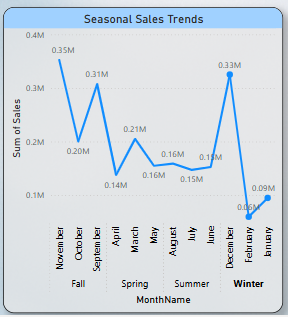 Seasonal Sales Trends
0.4M
0.35M
0.33M
0.31M
0.3M
0.21M
0.2M
0.20M
0.16M
0.16M
0.15M
0.15M
0.14M
0.1M
0.09M
0.06M
Sum of Sales
November
October
September
April
March
May
August
July
June
December
February
January
Fall
Spring
Summer
Winter
MonthName